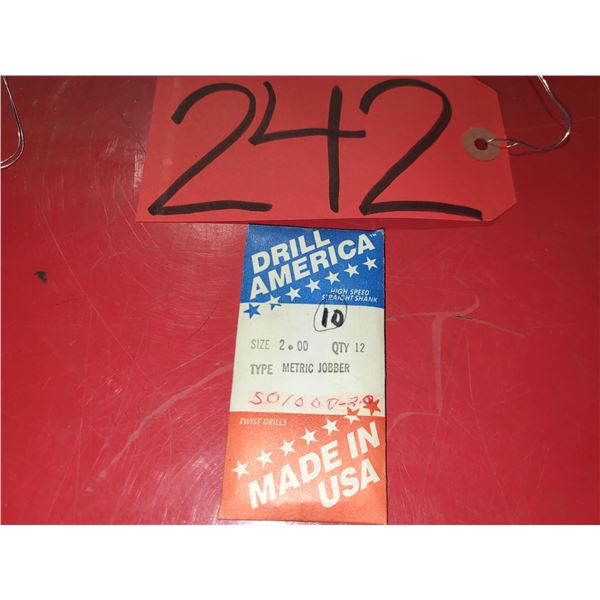 242
DRILL
AMERICA™
HIGH SPEED
STRAIGHT SHANK
10
SIZE 2.00 QTY 12
TYPE METRIC JOBBER
TWIST DRILLS
MADE IN
USA